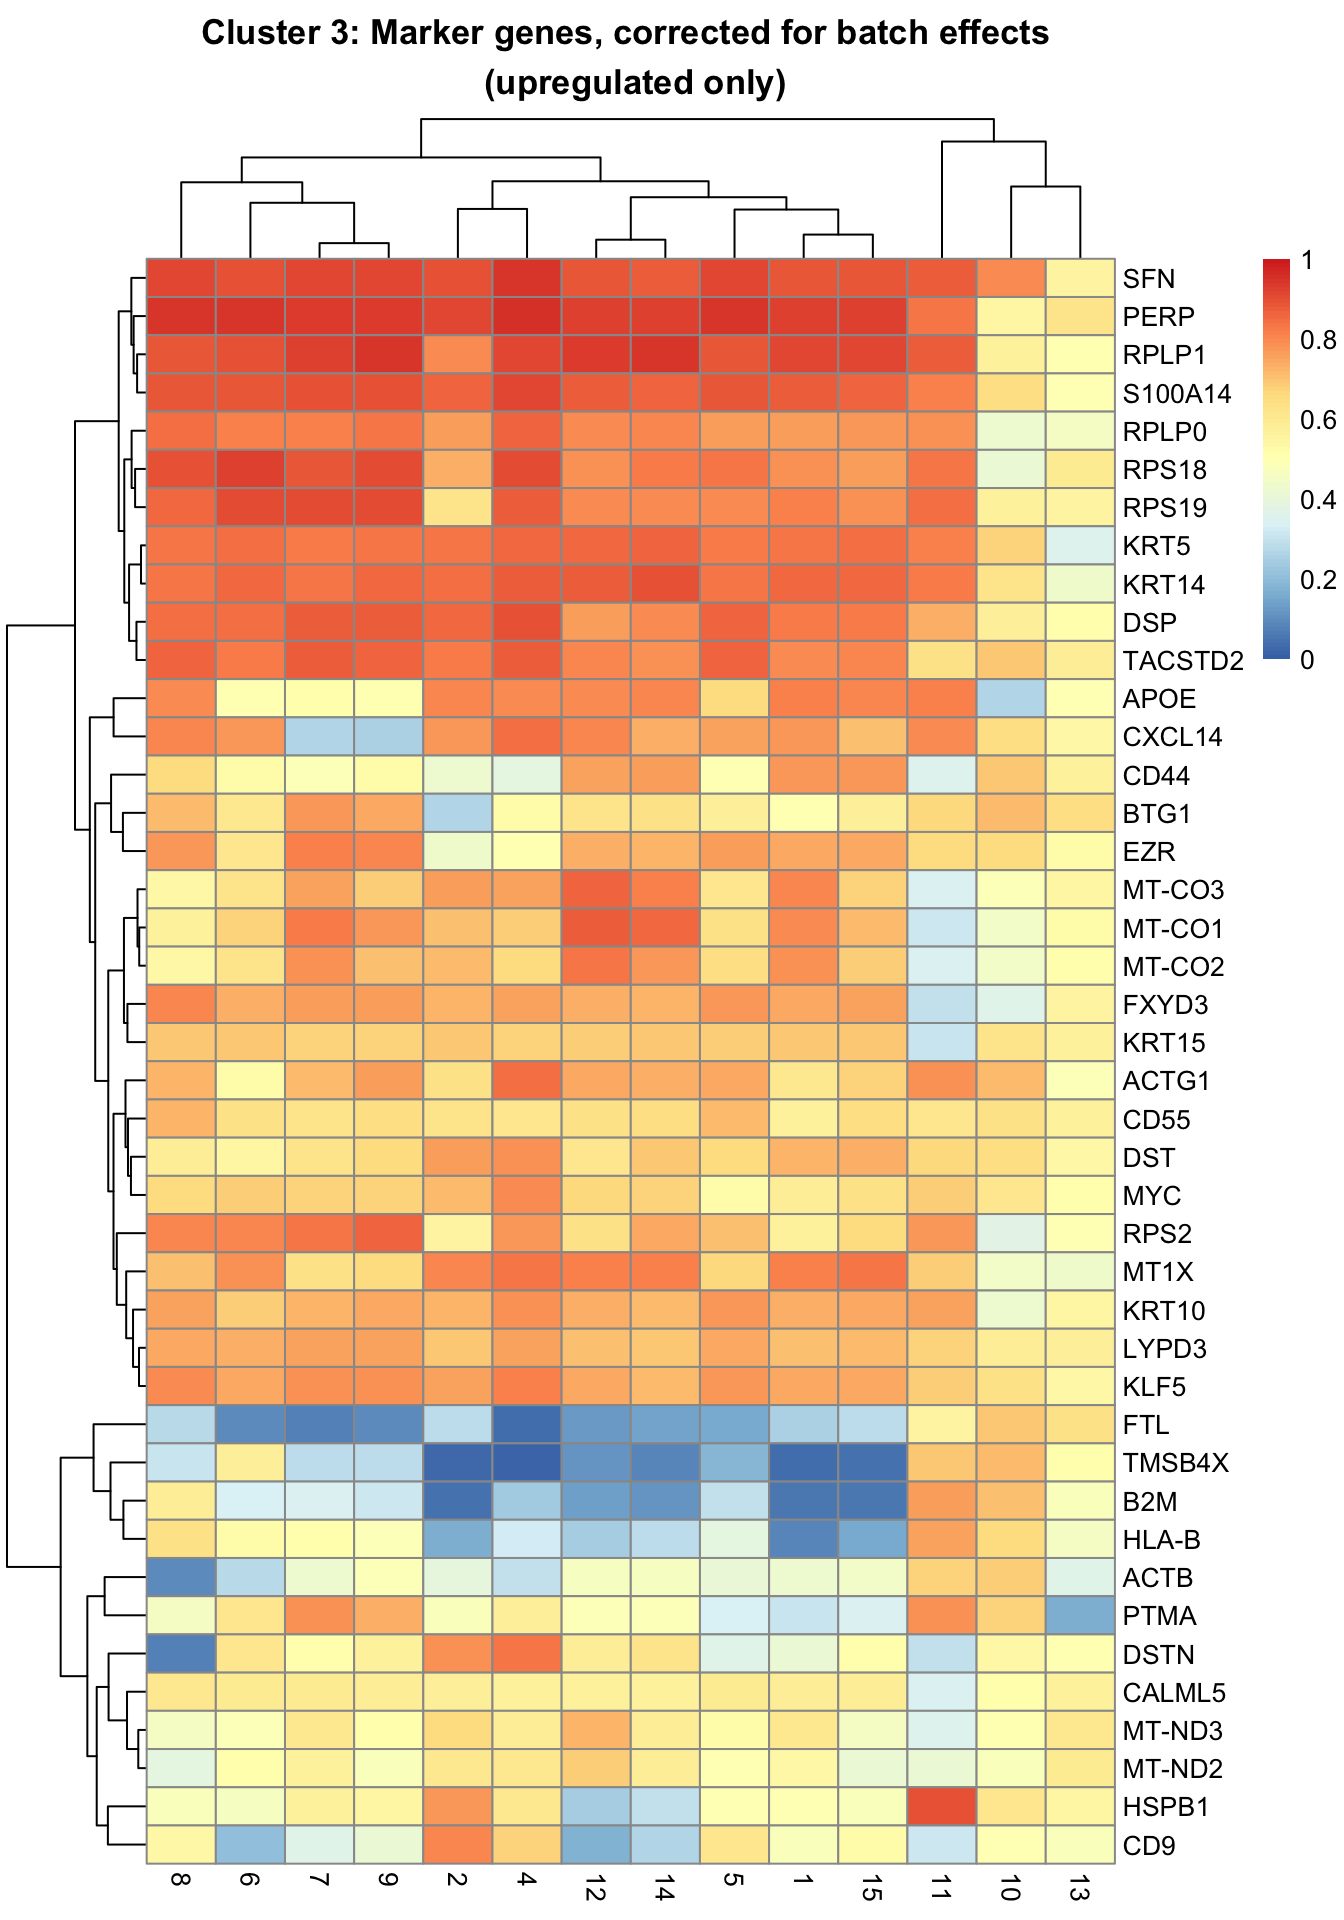 Cluster 3: Marker genes, corrected for batch effects
(upregulated only)
1
0.8
0.6
0.4
0.2
0
SFN
PERP
RPLP1
S100A14
RPLP0
RPS18
RPS19
KRT5
KRT14
DSP
TACSTD2
APOE
CXCL14
CD44
BTG1
EZR
MT-CO3
MT-CO1
MT-CO2
FXYD3
KRT15
ACTG1
CD55
DST
MYC
RPS2
MT1X
KRT10
LYPD3
KLF5
FTL
TMSB4X
B2M
HLA-B
ACTB
PTMA
DSTN
CALML5
MT-ND3
MT-ND2
HSPB1
CD9
8 6 7 9 2 4 12 14 5 1 15 11 10 13